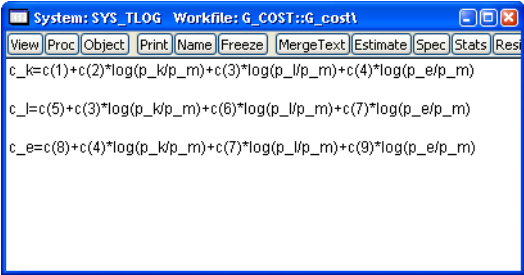 System: SYS_TLOG Workfile: G_COST::G_cost\
View Proc Object Print Name Freeze MergeText Estimate Spec Stats Resi
c_k=c(1)+c(2)*log(p_k/p_m)+c(3)*log(p_l/p_m)+c(4)*log(p_e/p_m)
c_l=c(5)+c(3)*log(p_k/p_m)+c(6)*log(p_l/p_m)+c(7)*log(p_e/p_m)
c_e=c(8)+c(4)*log(p_k/p_m)+c(7)*log(p_l/p_m)+c(9)*log(p_e/p_m)